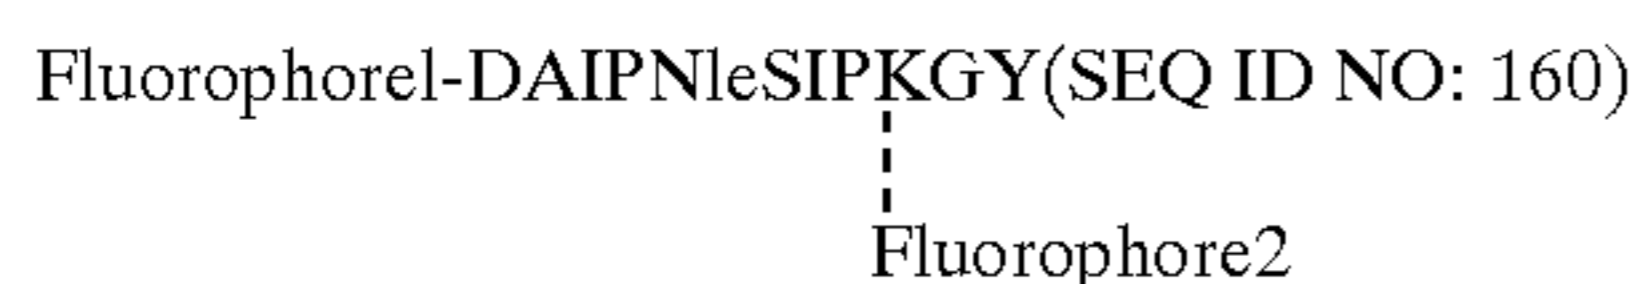 Fluorophorel-DAIPNleSIPKGY(SEQ ID NO: 160)
Fluorophore2